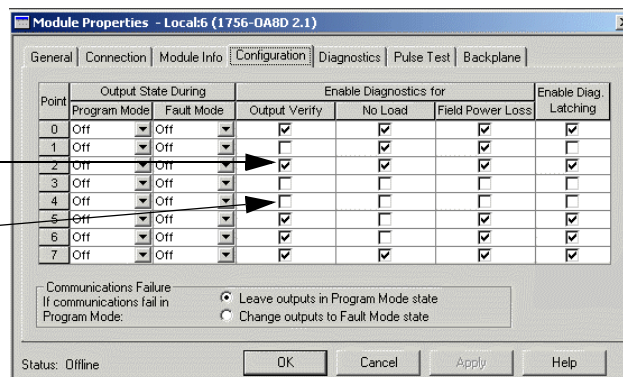 Module Properties - Local:6 (1756-OA8D 2.1)
General Connection Module Info Configuration Diagnostics Pulse Test Backplane
Point Output State During Enable Diagnostics for Enable Diag. Latching
Program Mode Fault Mode Output Verify No Load Field Power Loss
0 Off Off
1 Off Off
2 Off Off
3 Off Off
4 Off Off
5 Off Off
6 Off Off
7 Off Off
Communications Failure
If communications fail in Program Mode:
Leave outputs in Program Mode state
Change outputs to Fault Mode state
Status: Offline OK Cancel Apply Help